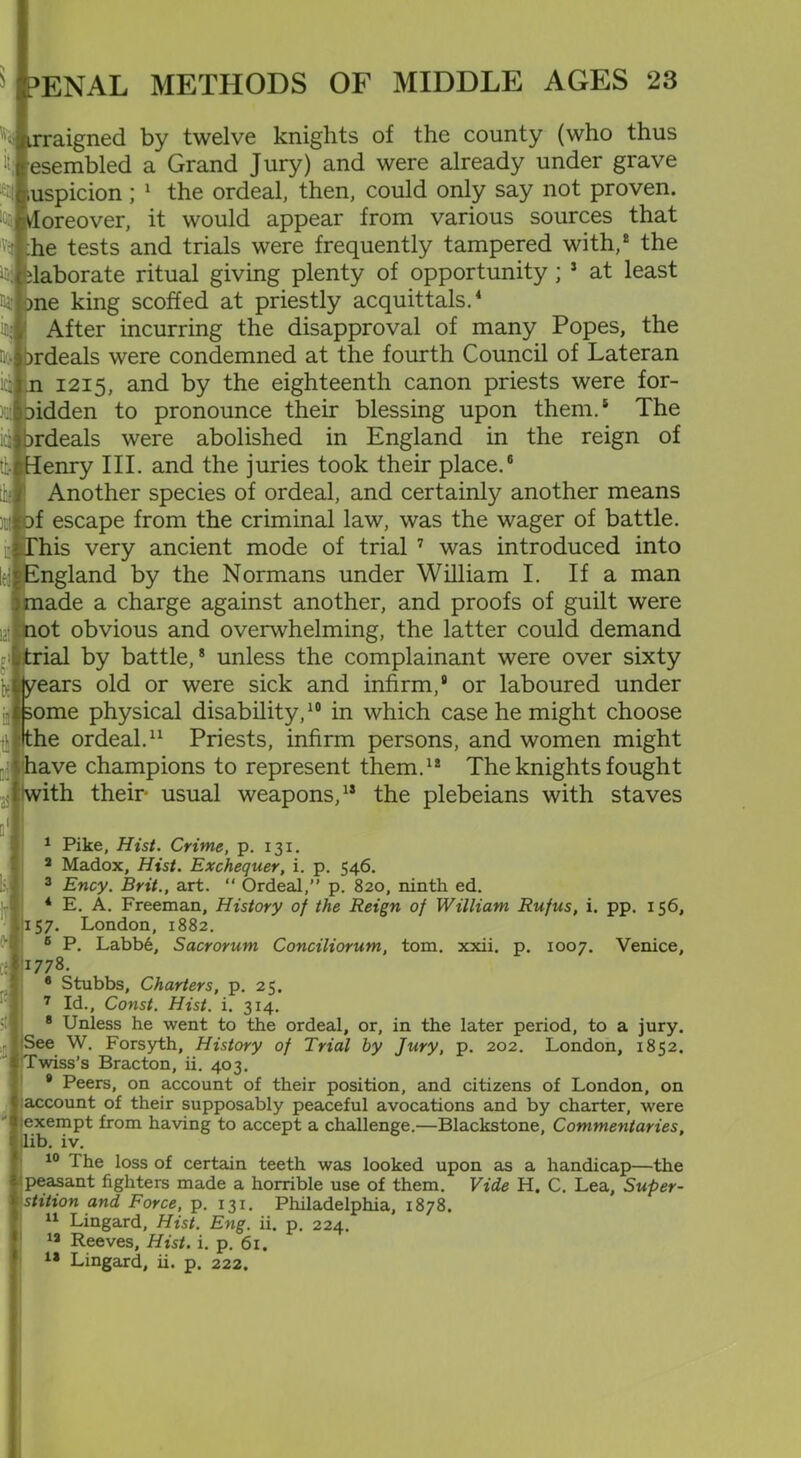 PENAL METHODS OF MIDDLE AGES 23
arraigned by twelve knights of the county (who thus
resembled a Grand Jury) and were already under grave
suspicion ; ¹ the ordeal, then, could only say not proven.
Moreover, it would appear from various sources that
the tests and trials were frequently tampered with,² the
elaborate ritual giving plenty of opportunity ; ³ at least
one king scoffed at priestly acquittals.⁴
After incurring the disapproval of many Popes, the
ordeals were condemned at the fourth Council of Lateran
in 1215, and by the eighteenth canon priests were for-
bidden to pronounce their blessing upon them.⁵ The
ordeals were abolished in England in the reign of
Henry III. and the juries took their place.⁶
Another species of ordeal, and certainly another means
of escape from the criminal law, was the wager of battle.
This very ancient mode of trial ⁷ was introduced into
England by the Normans under William I. If a man
made a charge against another, and proofs of guilt were
not obvious and overwhelming, the latter could demand
trial by battle,⁸ unless the complainant were over sixty
years old or were sick and infirm,⁹ or laboured under
some physical disability,¹⁰ in which case he might choose
the ordeal.¹¹ Priests, infirm persons, and women might
have champions to represent them.¹² The knights fought
with their usual weapons,¹³ the plebeians with staves
¹ Pike, Hist. Crime, p. 131.
² Madox, Hist. Exchequer, i. p. 546.
³ Ency. Brit., art. " Ordeal," p. 820, ninth ed.
⁴ E. A. Freeman, History of the Reign of William Rufus, i. pp. 156,
157. London, 1882.
⁵ P. Labbé, Sacrorum Conciliorum, tom. xxii. p. 1007. Venice,
1778.
⁶ Stubbs, Charters, p. 25.
⁷ Id., Const. Hist. i. 314.
⁸ Unless he went to the ordeal, or, in the later period, to a jury.
See W. Forsyth, History of Trial by Jury, p. 202. London, 1852.
Twiss's Bracton, ii. 403.
⁹ Peers, on account of their position, and citizens of London, on
account of their supposably peaceful avocations and by charter, were
exempt from having to accept a challenge.—Blackstone, Commentaries,
lib. iv.
¹⁰ The loss of certain teeth was looked upon as a handicap—the
peasant fighters made a horrible use of them. Vide H. C. Lea, Super-
stition and Force, p. 131. Philadelphia, 1878.
¹¹ Lingard, Hist. Eng. ii. p. 224.
¹² Reeves, Hist. i. p. 61.
¹³ Lingard, ii. p. 222.